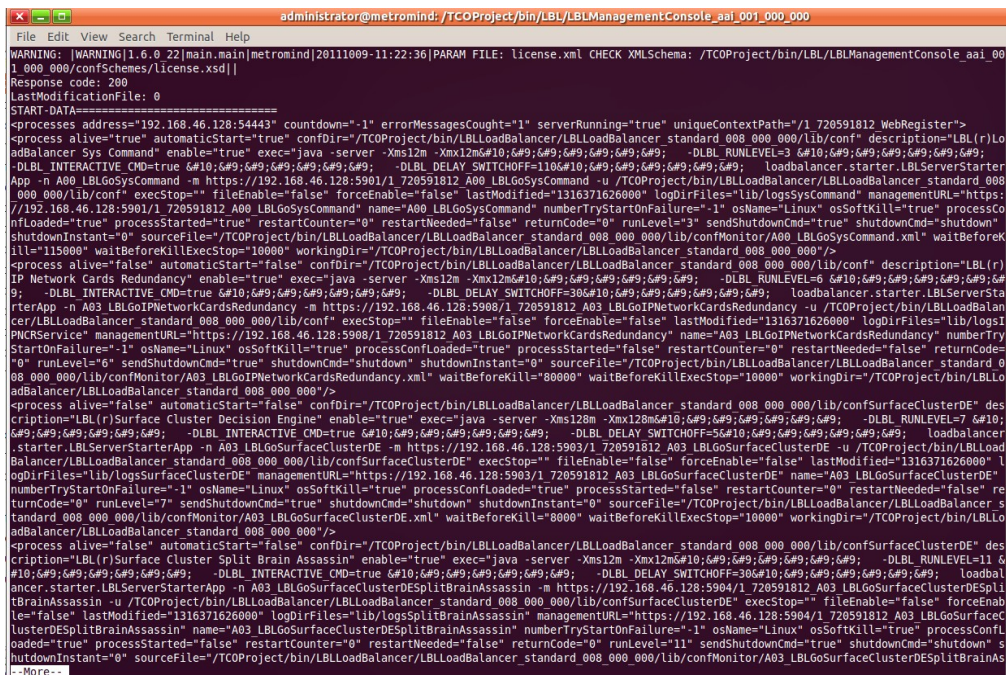 administrator@metromind: /TCOProject/bin/LBL/LBLManagementConsole_aai_001_000_000
File Edit View Search Terminal Help
WARNING: |WARNING|1.6.0_22|main.main|metromind|20111009-11:22:36|PARAM FILE: license.xml CHECK XMLSchema: /TCOProject/bin/LBL/LBLManagementConsole_aai_00
1_000_000/confSchemes/license.xsd||
Response code: 200
LastModificationFile: 0
START-DATA=================================
<processes address="192.168.46.128:54443" countdown="-1" errorMessagesCought="1" serverRunning="true" uniqueContextPath="/1_720591812_WebRegister">
<process alive="true" automaticStart="true" confDir="/TCOProject/bin/LBLLoadBalancer/LBLLoadBalancer_standard_008_000_000/lib/conf" description="LBL(r)Lo
adBalancer Sys Command" enable="true" exec="java -server -Xms12m -Xmx12m&#10;&#9;&#9;&#9;&#9;&#9;   -DLBL_RUNLEVEL=3 &#10;&#9;&#9;&#9;&#9;&#9;
-DLBL_INTERACTIVE_CMD=true &#10;&#9;&#9;&#9;&#9;&#9;   -DLBL_DELAY_SWITCHOFF=110&#10;&#9;&#9;&#9;&#9;&#9;   loadbalancer.starter.LBLServerStarter
App -n A00_LBLGoSysCommand -m https://192.168.46.128:5901/1_720591812_A00_LBLGoSysCommand -u /TCOProject/bin/LBLLoadBalancer/LBLLoadBalancer_standard_008
_000_000/lib/conf" execStop="" fileEnable="false" forceEnable="false" lastModified="1316371626000" logDirFiles="lib/logsSysCommand" managementURL="https:
//192.168.46.128:5901/1_720591812_A00_LBLGoSysCommand" name="A00_LBLGoSysCommand" numberTryStartOnFailure="-1" osName="Linux" osSoftKill="true" processCo
nfLoaded="true" processStarted="true" restartCounter="0" restartNeeded="false" returnCode="0" runLevel="3" sendShutdownCmd="true" shutdownCmd="shutdown"
shutdownInstant="0" sourceFile="/TCOProject/bin/LBLLoadBalancer/LBLLoadBalancer_standard_008_000_000/lib/confMonitor/A00_LBLGoSysCommand.xml" waitBeforeK
ill="115000" waitBeforeKillExecStop="10000" workingDir="/TCOProject/bin/LBLLoadBalancer/LBLLoadBalancer_standard_008_000_000"/>
<process alive="false" automaticStart="false" confDir="/TCOProject/bin/LBLLoadBalancer/LBLLoadBalancer_standard_008_000_000/lib/conf" description="LBL(r)
IP Network Cards Redundancy" enable="true" exec="java -server -Xms12m -Xmx12m&#10;&#9;&#9;&#9;&#9;&#9;   -DLBL_RUNLEVEL=6 &#10;&#9;&#9;&#9;&#9;&#
9;   -DLBL_INTERACTIVE_CMD=true &#10;&#9;&#9;&#9;&#9;&#9;   -DLBL_DELAY_SWITCHOFF=30&#10;&#9;&#9;&#9;&#9;&#9;   loadbalancer.starter.LBLServerSta
rterApp -n A03_LBLGoIPNetworkCardsRedundancy -m https://192.168.46.128:5908/1_720591812_A03_LBLGoIPNetworkCardsRedundancy -u /TCOProject/bin/LBLLoadBalan
cer/LBLLoadBalancer_standard_008_000_000/lib/conf" execStop="" fileEnable="false" forceEnable="false" lastModified="1316371626000" logDirFiles="lib/logsI
PNCRService" managementURL="https://192.168.46.128:5908/1_720591812_A03_LBLGoIPNetworkCardsRedundancy" name="A03_LBLGoIPNetworkCardsRedundancy" numberTry
StartOnFailure="-1" osName="Linux" osSoftKill="true" processConfLoaded="true" processStarted="false" restartCounter="0" restartNeeded="false" returnCode=
"0" runLevel="6" sendShutdownCmd="true" shutdownCmd="shutdown" shutdownInstant="0" sourceFile="/TCOProject/bin/LBLLoadBalancer/LBLLoadBalancer_standard_0
08_000_000/lib/confMonitor/A03_LBLGoIPNetworkCardsRedundancy.xml" waitBeforeKill="80000" waitBeforeKillExecStop="10000" workingDir="/TCOProject/bin/LBLLo
adBalancer/LBLLoadBalancer_standard_008_000_000"/>
<process alive="false" automaticStart="false" confDir="/TCOProject/bin/LBLLoadBalancer/LBLLoadBalancer_standard_008_000_000/lib/confSurfaceClusterDE" des
cription="LBL(r)Surface Cluster Decision Engine" enable="true" exec="java -server -Xms128m -Xmx128m&#10;&#9;&#9;&#9;&#9;&#9;   -DLBL_RUNLEVEL=7 &#10;
&#9;&#9;&#9;&#9;&#9;   -DLBL_INTERACTIVE_CMD=true &#10;&#9;&#9;&#9;&#9;&#9;   -DLBL_DELAY_SWITCHOFF=5&#10;&#9;&#9;&#9;&#9;&#9;   loadbalancer
.starter.LBLServerStarterApp -n A03_LBLGoSurfaceClusterDE -m https://192.168.46.128:5903/1_720591812_A03_LBLGoSurfaceClusterDE -u /TCOProject/bin/LBLLoad
Balancer/LBLLoadBalancer_standard_008_000_000/lib/confSurfaceClusterDE" execStop="" fileEnable="false" forceEnable="false" lastModified="1316371626000" l
ogDirFiles="lib/logsSurfaceClusterDE" managementURL="https://192.168.46.128:5903/1_720591812_A03_LBLGoSurfaceClusterDE" name="A03_LBLGoSurfaceClusterDE"
numberTryStartOnFailure="-1" osName="Linux" osSoftKill="true" processConfLoaded="true" processStarted="false" restartCounter="0" restartNeeded="false" re
turnCode="0" runLevel="7" sendShutdownCmd="true" shutdownCmd="shutdown" shutdownInstant="0" sourceFile="/TCOProject/bin/LBLLoadBalancer/LBLLoadBalancer_s
tandard_008_000_000/lib/confMonitor/A03_LBLGoSurfaceClusterDE.xml" waitBeforeKill="8000" waitBeforeKillExecStop="10000" workingDir="/TCOProject/bin/LBLLo
adBalancer/LBLLoadBalancer_standard_008_000_000"/>
<process alive="false" automaticStart="false" confDir="/TCOProject/bin/LBLLoadBalancer/LBLLoadBalancer_standard_008_000_000/lib/confSurfaceClusterDE" des
cription="LBL(r)Surface Cluster Split Brain Assassin" enable="true" exec="java -server -Xms12m -Xmx12m&#10;&#9;&#9;&#9;&#9;&#9;   -DLBL_RUNLEVEL=11 &
#10;&#9;&#9;&#9;&#9;&#9;   -DLBL_INTERACTIVE_CMD=true &#10;&#9;&#9;&#9;&#9;&#9;   -DLBL_DELAY_SWITCHOFF=30&#10;&#9;&#9;&#9;&#9;&#9;   loadbal
ancer.starter.LBLServerStarterApp -n A03_LBLGoSurfaceClusterDESplitBrainAssassin -m https://192.168.46.128:5904/1_720591812_A03_LBLGoSurfaceClusterDESpli
tBrainAssassin -u /TCOProject/bin/LBLLoadBalancer/LBLLoadBalancer_standard_008_000_000/lib/confSurfaceClusterDE" execStop="" fileEnable="false" forceEnab
le="false" lastModified="1316371626000" logDirFiles="lib/logsSplitBrainAssassin" managementURL="https://192.168.46.128:5904/1_720591812_A03_LBLGoSurfaceC
lusterDESplitBrainAssassin" name="A03_LBLGoSurfaceClusterDESplitBrainAssassin" numberTryStartOnFailure="-1" osName="Linux" osSoftKill="true" processConfL
oaded="true" processStarted="false" restartCounter="0" restartNeeded="false" returnCode="0" runLevel="11" sendShutdownCmd="true" shutdownCmd="shutdown" s
hutdownInstant="0" sourceFile="/TCOProject/bin/LBLLoadBalancer/LBLLoadBalancer_standard_008_000_000/lib/confMonitor/A03_LBLGoSurfaceClusterDESplitBrainAs
--More--